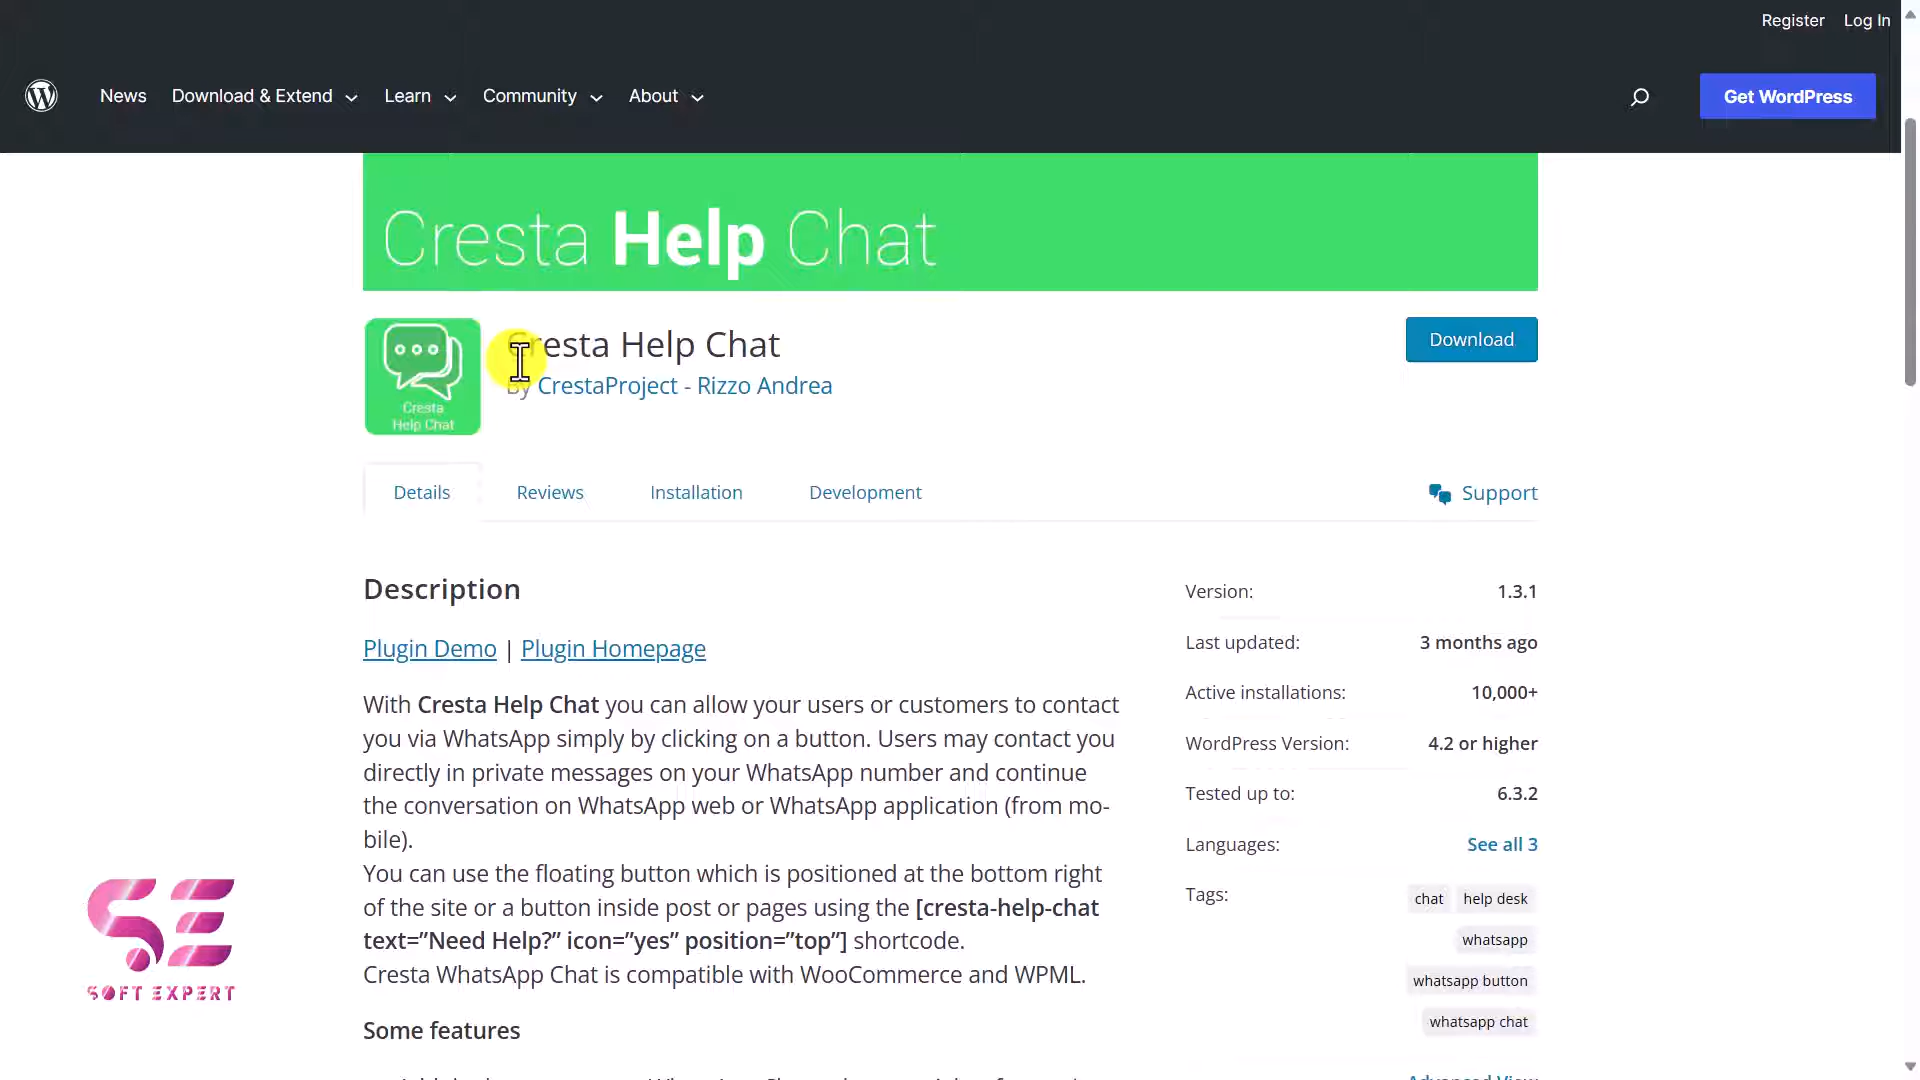 Register Log In
News Download & Extend Learn Community About Get WordPress
Cresta Help Chat
Cresta
Help Chat
Cresta Help Chat
By CrestaProject - Rizzo Andrea
Download
Details Reviews Installation Development Support
Description
Plugin Demo | Plugin Homepage
With Cresta Help Chat you can allow your users or customers to contact
you via WhatsApp simply by clicking on a button. Users may contact you
directly in private messages on your WhatsApp number and continue
the conversation on WhatsApp web or WhatsApp application (from mo-
bile).
You can use the floating button which is positioned at the bottom right
of the site or a button inside post or pages using the [cresta-help-chat
text=”Need Help?” icon=”yes” position=”top”] shortcode.
Cresta WhatsApp Chat is compatible with WooCommerce and WPML.
Some features
Version: 1.3.1
Last updated: 3 months ago
Active installations: 10,000+
WordPress Version: 4.2 or higher
Tested up to: 6.3.2
Languages: See all 3
Tags: chat help desk
whatsapp
whatsapp button
whatsapp chat
Advanced View
SOFT EXPERT